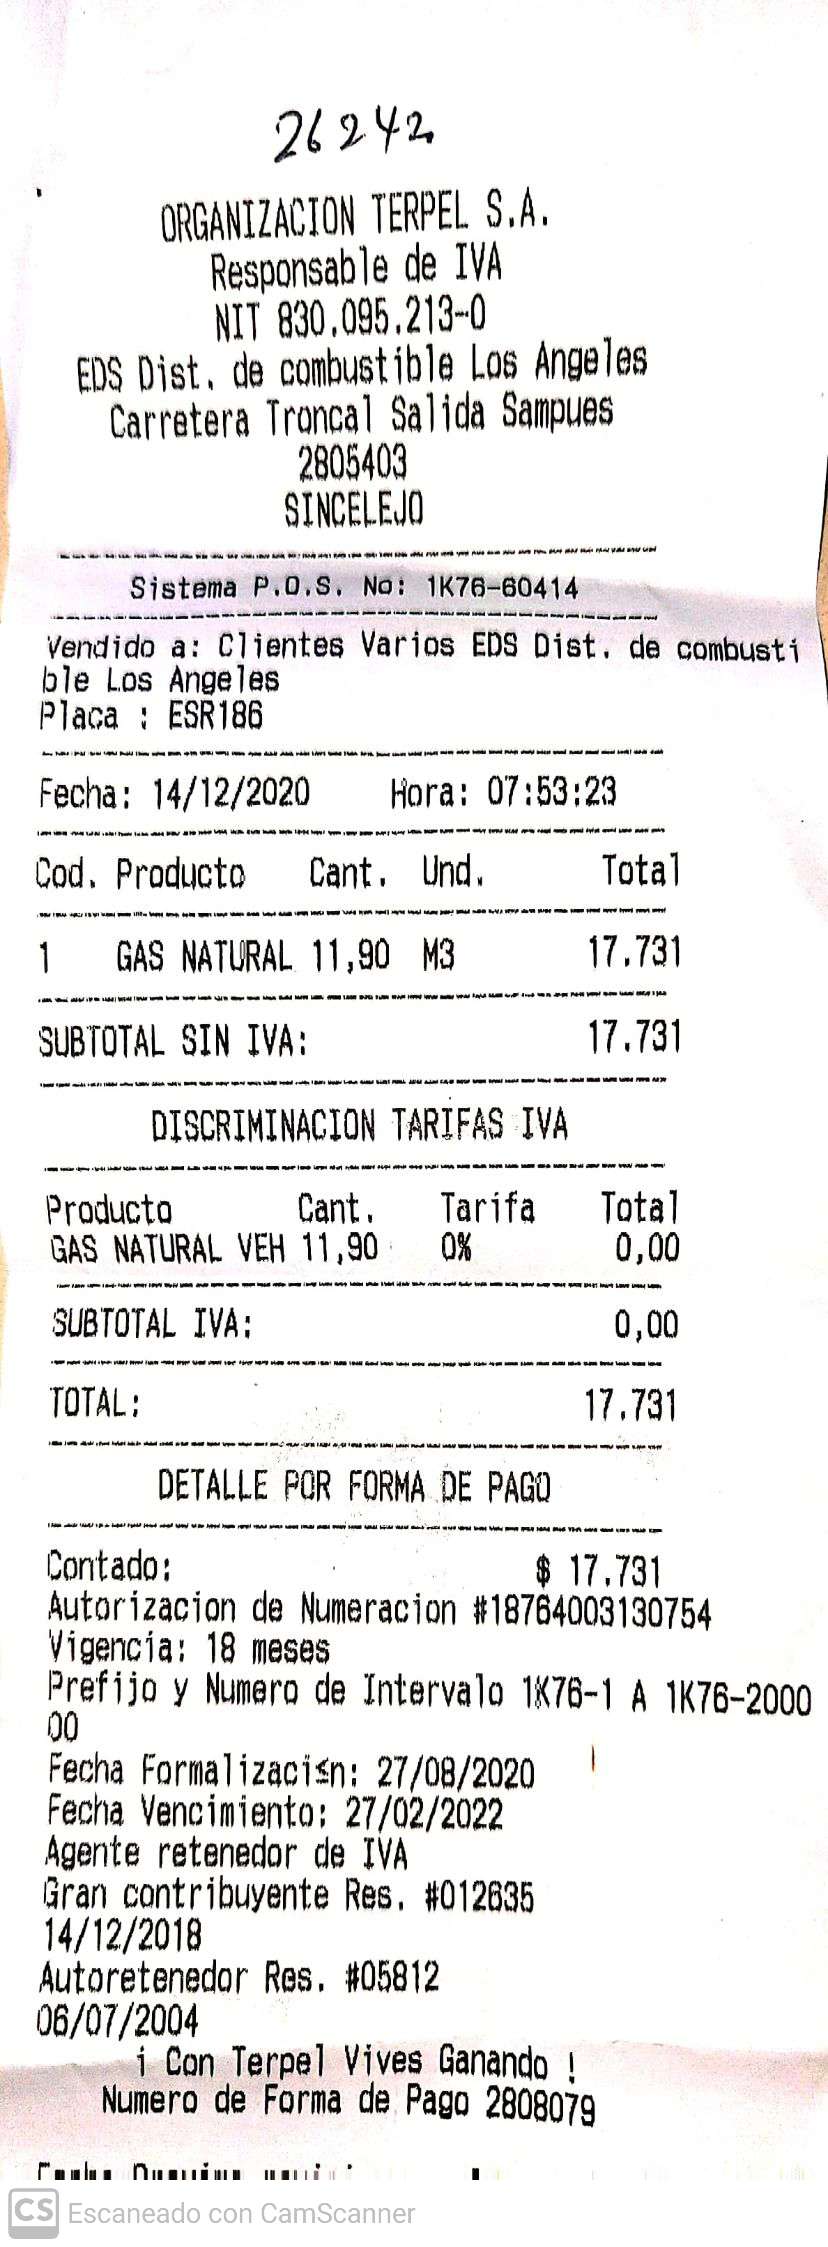 26242
ORGANIZACION TERPEL S.A.
Responsable de IVA
NIT 830.095.213-0
EDS Dist. de combustible Los Angeles
Carretera Troncal Salida Sampues
2805403
SINCELEJO
Sistema P.O.S. No: 1K76-60414
Vendido a: Clientes Varios EDS Dist. de combusti
ble Los Angeles
Placa : ESR186
Fecha: 14/12/2020 Hora: 07:53:23
Cod. Producto Cant. Und. Total
1 GAS NATURAL 11,90 M3 17.731
SUBTOTAL SIN IVA: 17.731
DISCRIMINACION TARIFAS IVA
Producto Cant. Tarifa Total
GAS NATURAL VEH 11,90 0% 0,00
SUBTOTAL IVA: 0,00
TOTAL: 17.731
DETALLE POR FORMA DE PAGO
Contado: $ 17.731
Autorizacion de Numeracion #18764003130754
Vigencia: 18 meses
Prefijo y Numero de Intervalo 1K76-1 A 1K76-2000
00
Fecha Formalizaci≤n: 27/08/2020
Fecha Vencimiento: 27/02/2022
Agente retenedor de IVA
Gran contribuyente Res. #012635
14/12/2018
Autoretenedor Res. #05812
06/07/2004
¡ Con Terpel Vives Ganando !
Numero de Forma de Pago 2808079
CS Escaneado con CamScanner